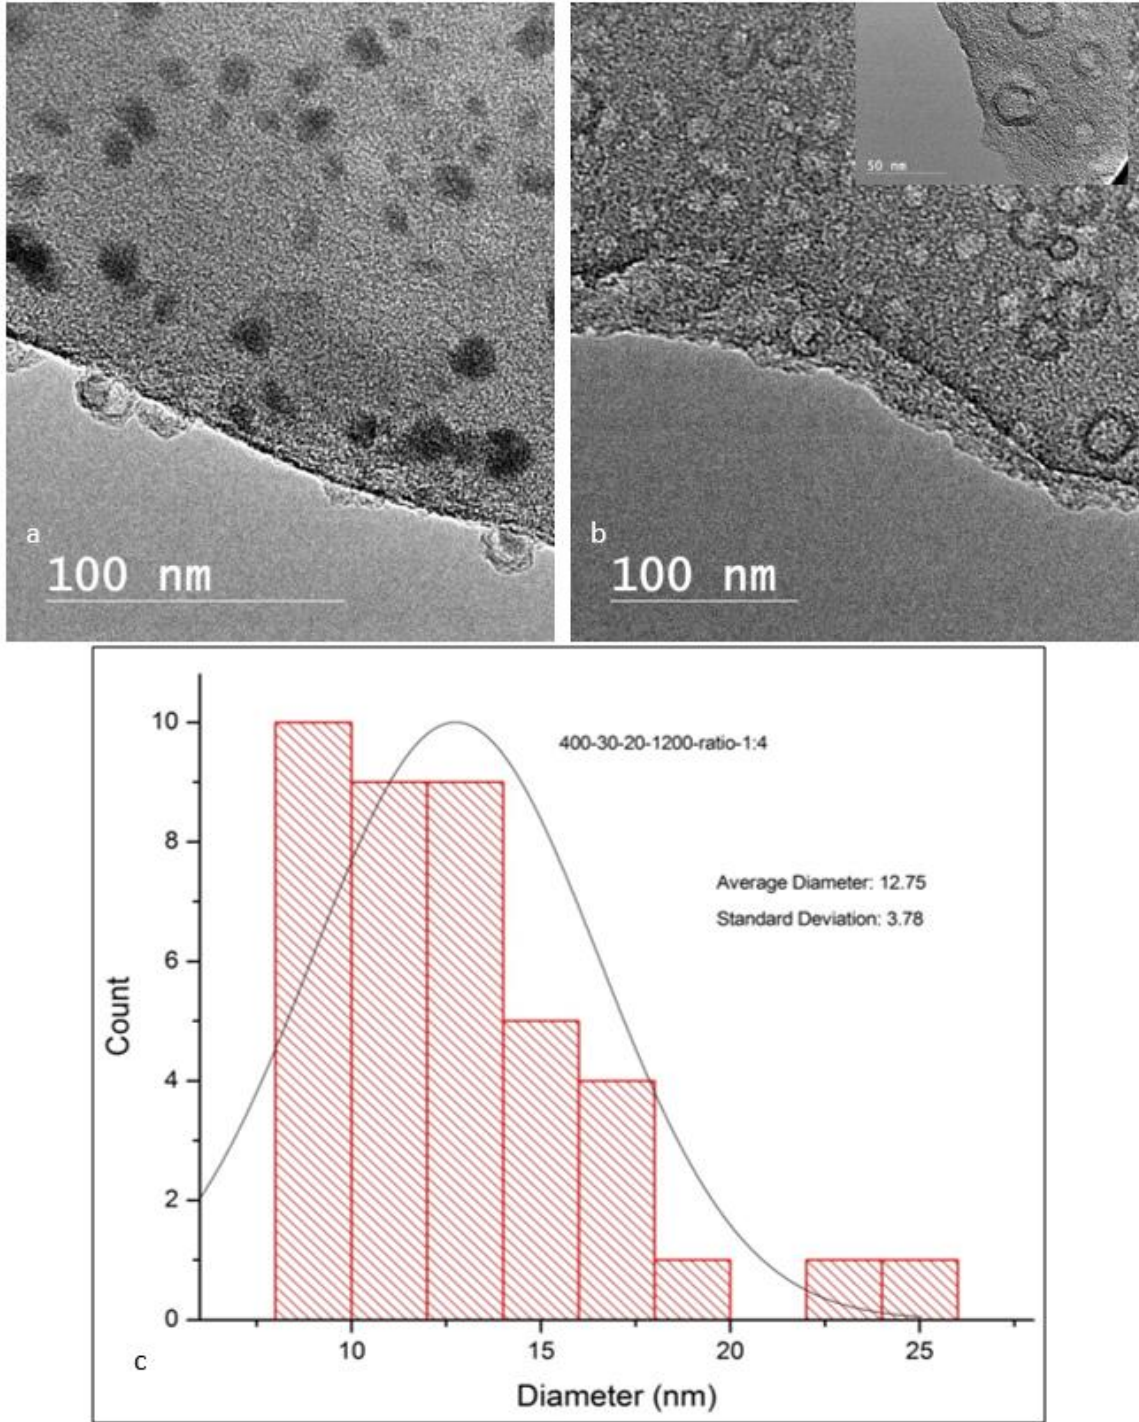 50 nm
a
100 nm
b
100 nm
400-30-20-1200-ratio-1:4
Average Diameter: 12.75
Standard Deviation: 3.78
Count
10
8
6
4
2
0
10
15
20
25
c
Diameter (nm)